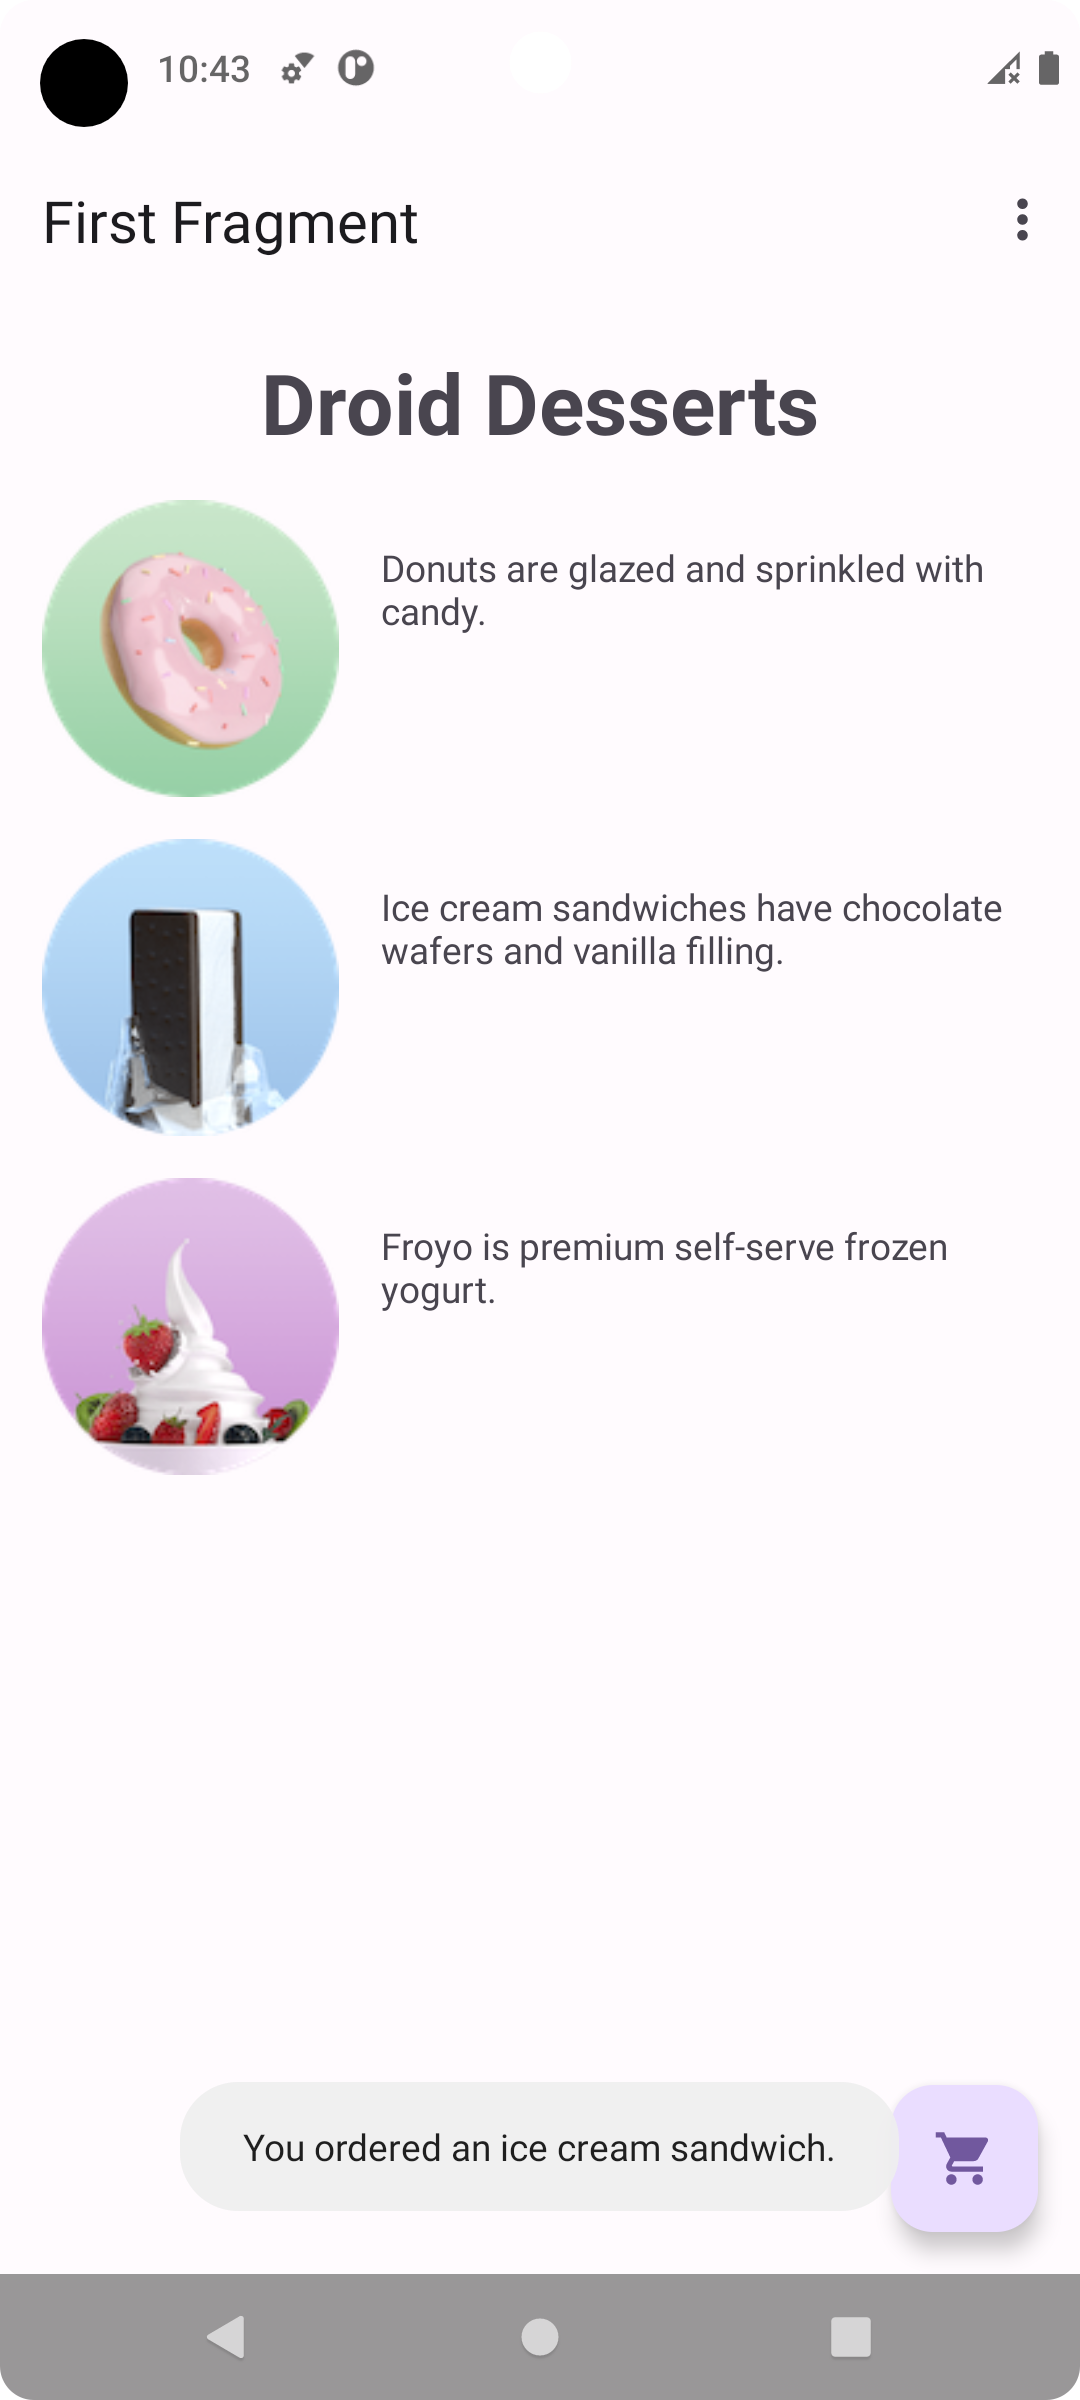 10:43
First Fragment
Droid Desserts
Donuts are glazed and sprinkled with
candy.
Ice cream sandwiches have chocolate
wafers and vanilla filling.
Froyo is premium self-serve frozen
yogurt.
You ordered an ice cream sandwich.